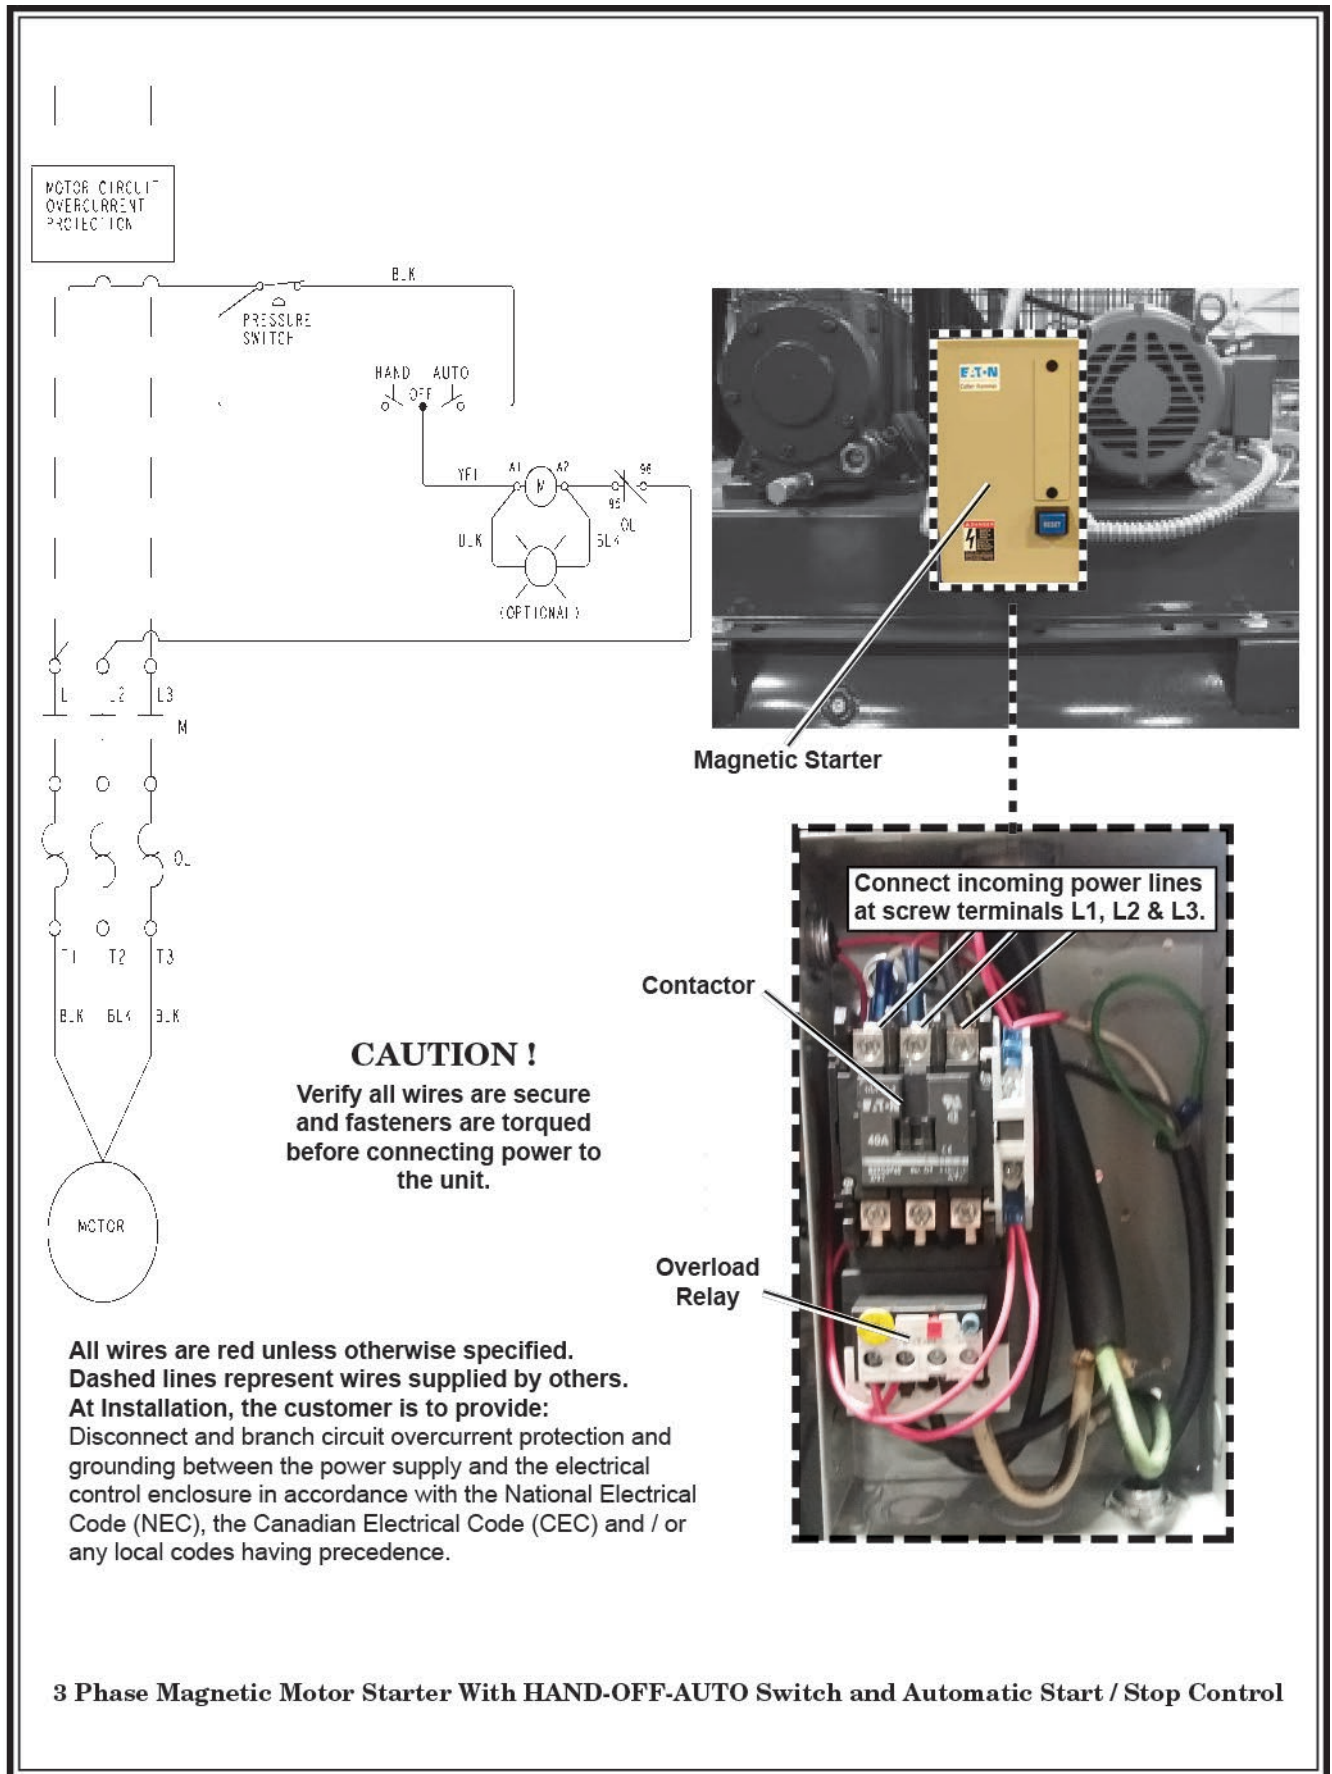 MOTOR CIRCUIT
OVERCURRENT
PROTECTION
BLK
PRESSURE
SWITCH
HAND OFF AUTO
YEL
A1
M
A2
95
96
OL
BLK
BLK
(OPTIONAL)
L
L2
L3
M
OL
T1
T2
T3
BLK
BLK
BLK
MOTOR
EATON
Cutler-Hammer
DANGER
RESET
Magnetic Starter
Connect incoming power lines
at screw terminals L1, L2 & L3.
Contactor
EATON
40A
Overload
Relay
CAUTION !
Verify all wires are secure
and fasteners are torqued
before connecting power to
the unit.
All wires are red unless otherwise specified.
Dashed lines represent wires supplied by others.
At Installation, the customer is to provide:
Disconnect and branch circuit overcurrent protection and
grounding between the power supply and the electrical
control enclosure in accordance with the National Electrical
Code (NEC), the Canadian Electrical Code (CEC) and / or
any local codes having precedence.
3 Phase Magnetic Motor Starter With HAND-OFF-AUTO Switch and Automatic Start / Stop Control